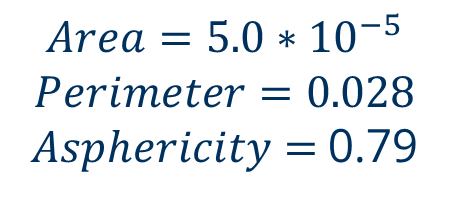 Area = 5.0 * 10⁻⁵
Perimeter = 0.028
Asphericity = 0.79